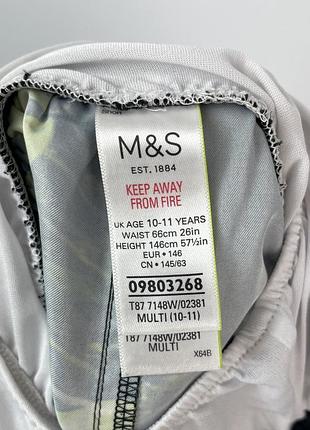 Short
M&S
EST. 1884
KEEP AWAY
FROM FIRE
UK AGE 10-11 YEARS
WAIST 66cm 26in
HEIGHT 146cm 57½in
EUR • 146
CN • 145/63
09803268
T87 7148W/02381
MULTI (10-11)
T87 7148W/02381
MULTI
X64B